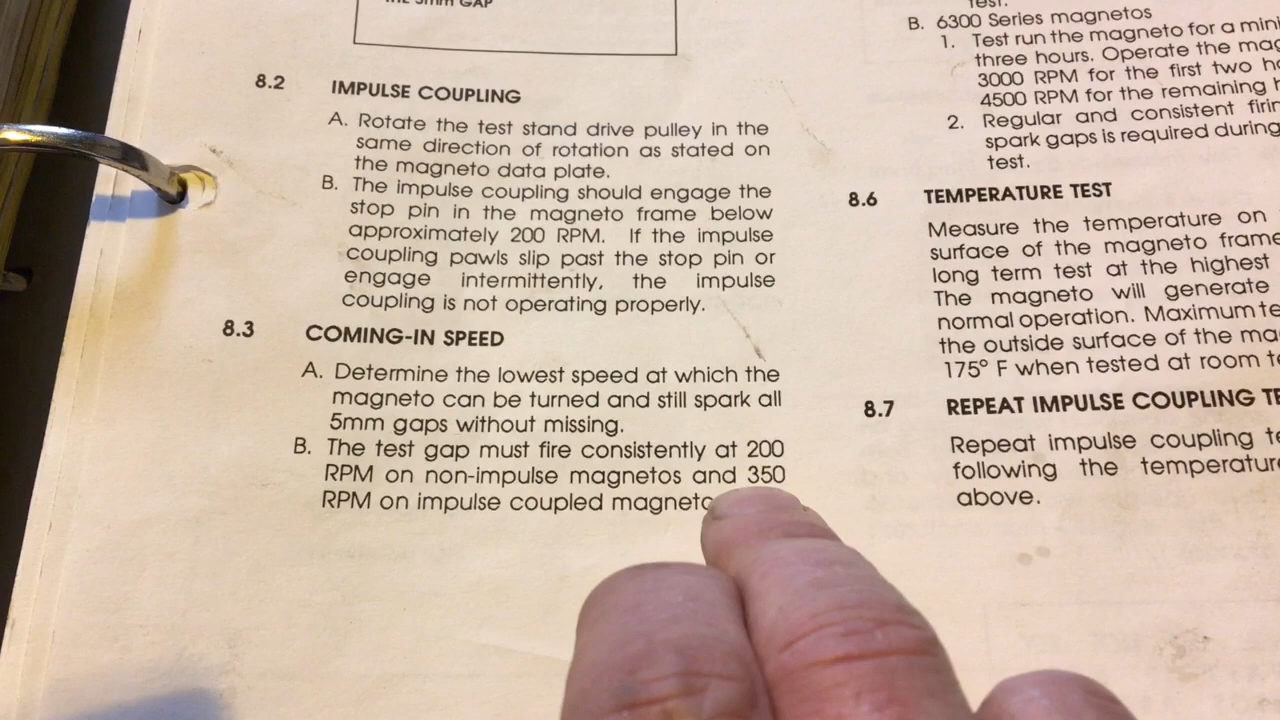 THE 5mm GAP
8.2 IMPULSE COUPLING
A. Rotate the test stand drive pulley in the
same direction of rotation as stated on
the magneto data plate.
B. The impulse coupling should engage the
stop pin in the magneto frame below
approximately 200 RPM. If the impulse
coupling pawls slip past the stop pin or
engage intermittently, the impulse
coupling is not operating properly.
8.3 COMING-IN SPEED
A. Determine the lowest speed at which the
magneto can be turned and still spark all
5mm gaps without missing.
B. The test gap must fire consistently at 200
RPM on non-impulse magnetos and 350
RPM on impulse coupled
test.
B. 6300 Series magnetos
1. Test run the magneto for a
three hours. Operate the
3000 RPM for the first two
4500 RPM for the remaining
2. Regular and consistent
spark gaps is required during
test.
8.6 TEMPERATURE TEST
Measure the temperature on
surface of the magneto frame
long term test at the highest
The magneto will generate
normal operation. Maximum
the outside surface of the
175° F when tested at room
8.7 REPEAT IMPULSE COUPLING
Repeat impulse coupling
following the
above.